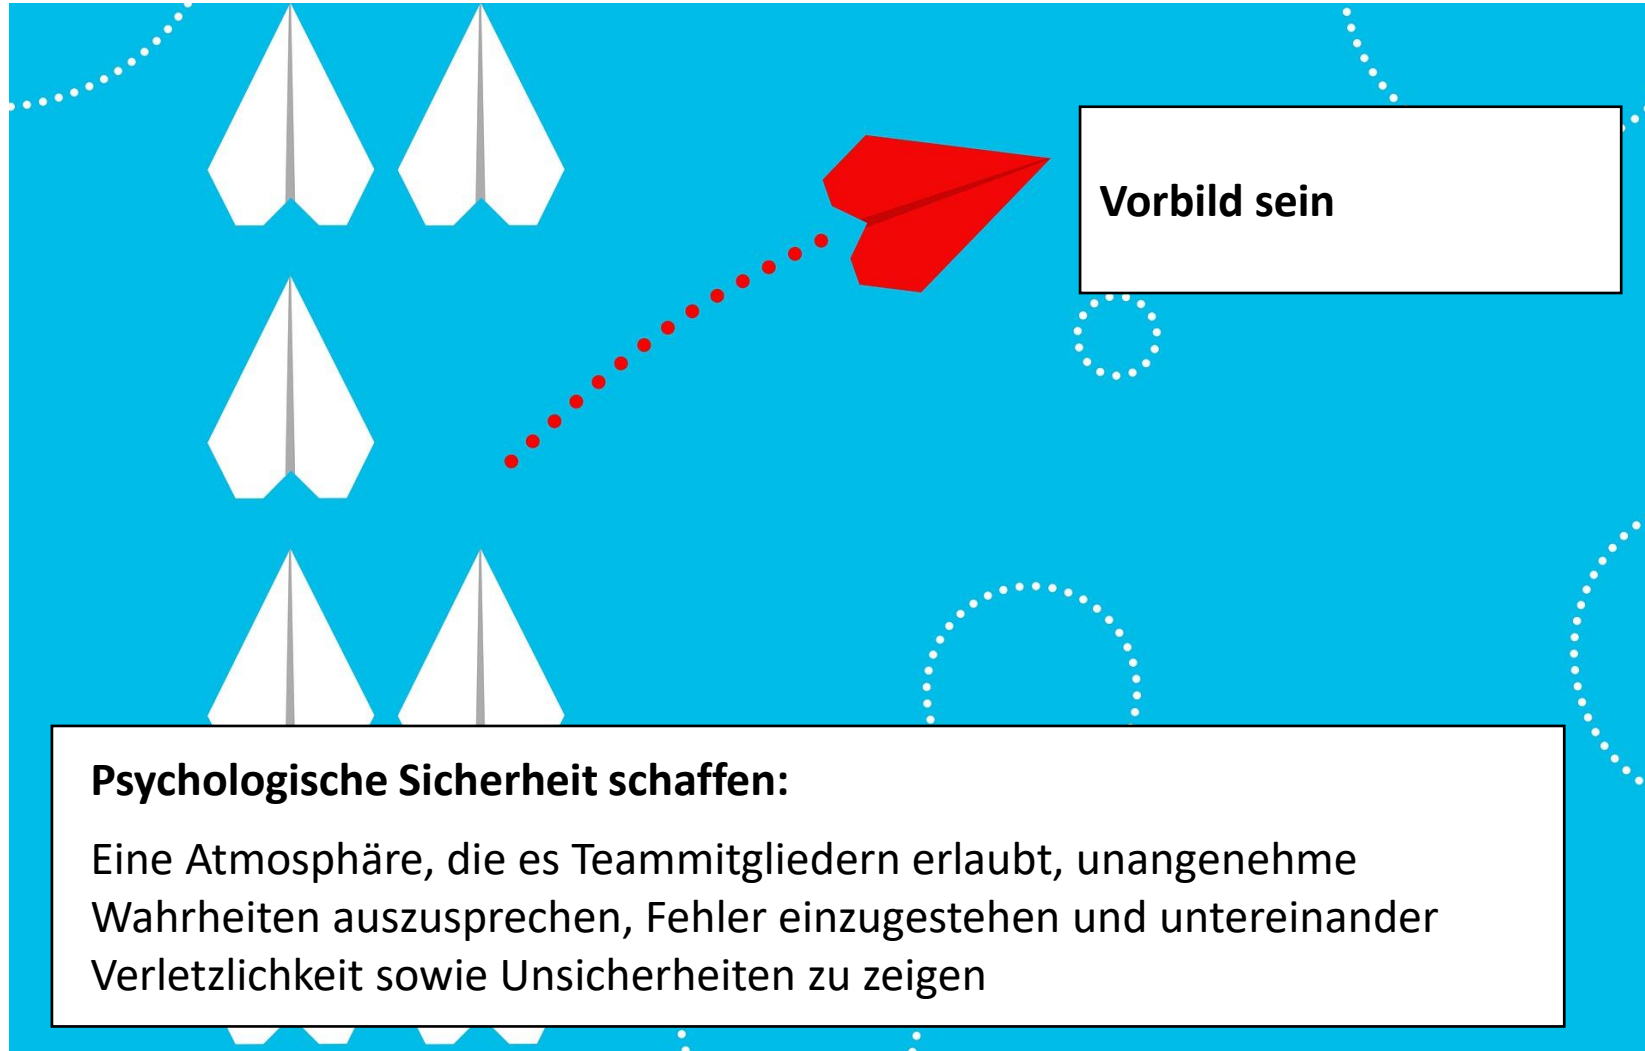 Vorbild sein
Psychologische Sicherheit schaffen:
Eine Atmosphäre, die es Teammitgliedern erlaubt, unangenehme
Wahrheiten auszusprechen, Fehler einzugestehen und untereinander
Verletzlichkeit sowie Unsicherheiten zu zeigen